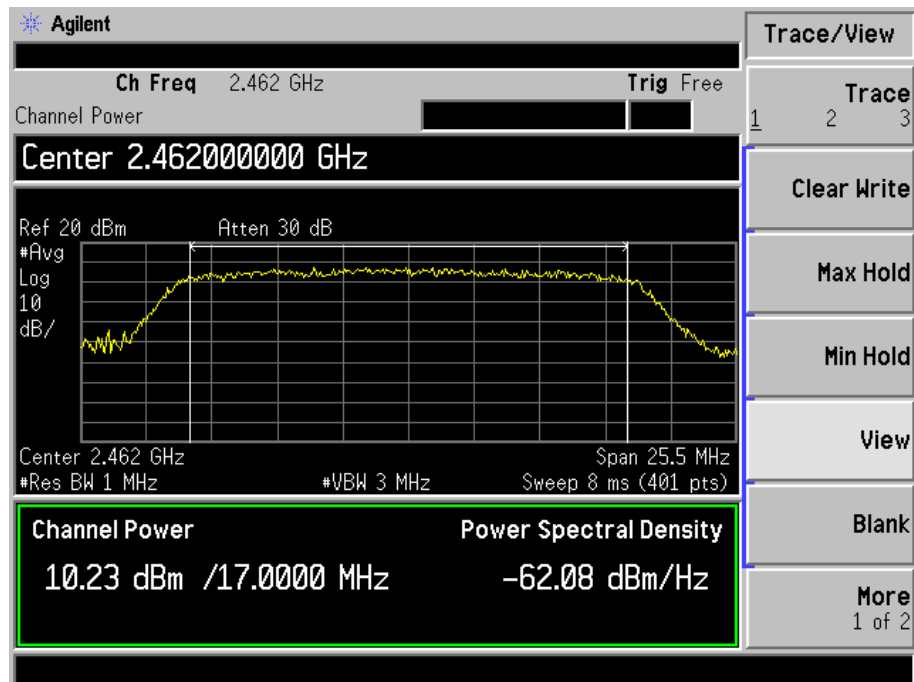 Agilent
Ch Freq 2.462 GHz Trig Free
Channel Power
Center 2.462000000 GHz
Ref 20 dBm Atten 30 dB
#Avg
Log
10
dB/
Center 2.462 GHz Span 25.5 MHz
#Res BW 1 MHz #VBW 3 MHz Sweep 8 ms (401 pts)
Channel Power Power Spectral Density
10.23 dBm /17.0000 MHz -62.08 dBm/Hz
Trace/View
Trace
1 2 3
Clear Write
Max Hold
Min Hold
View
Blank
More
1 of 2